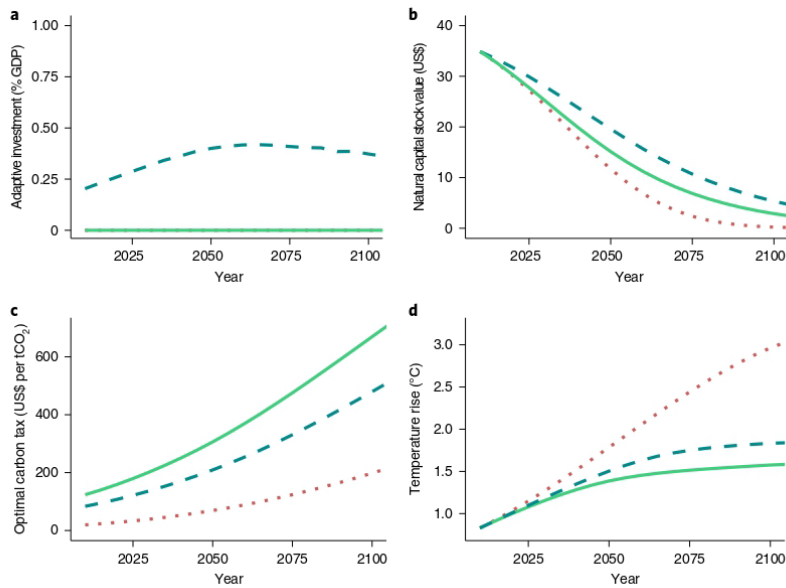 a
Adaptive investment (% GDP)
1.00
0.75
0.50
0.25
0
2025 2050 2075 2100
Year
b
Natural capital stock value (US$)
40
30
20
10
0
2025 2050 2075 2100
Year
c
Optimal carbon tax (US$ per tCO₂)
600
400
200
0
2025 2050 2075 2100
Year
d
Temperature rise (°C)
3.0
2.5
2.0
1.5
1.0
2025 2050 2075 2100
Year